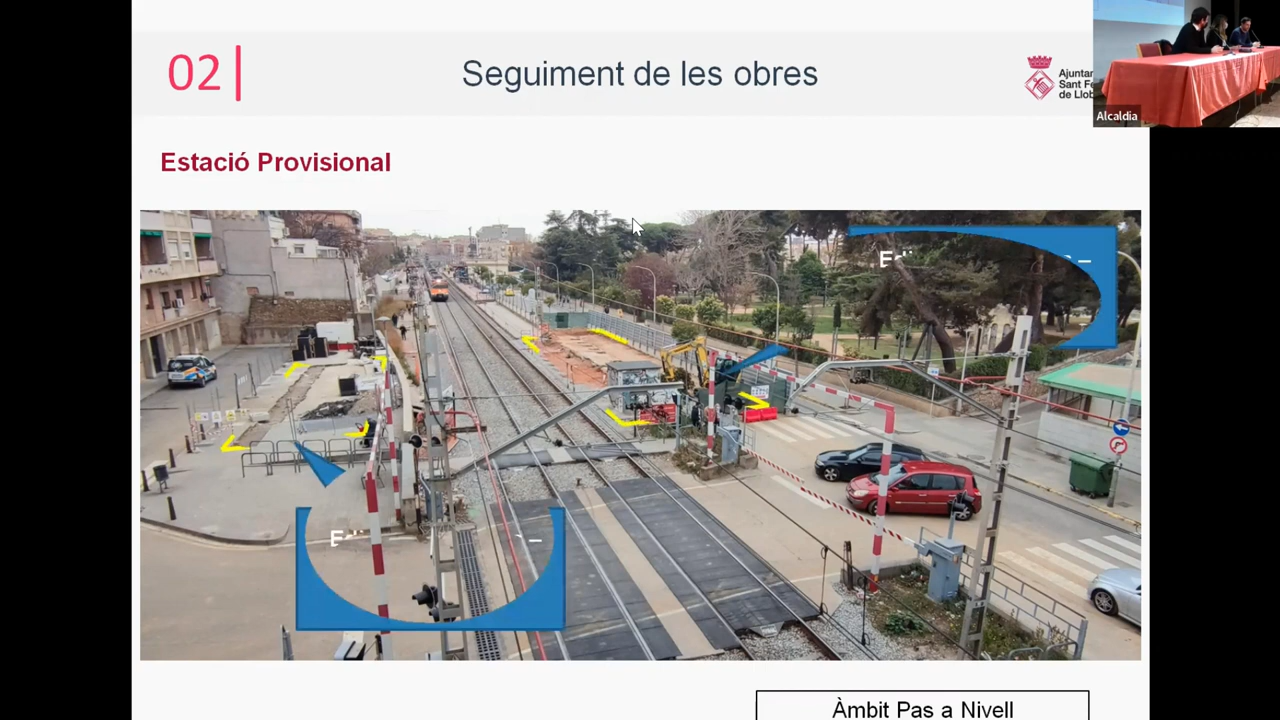 02
Seguiment de les obres
Alcaldia
Estació Provisional
Àmbit Pas a Nivell